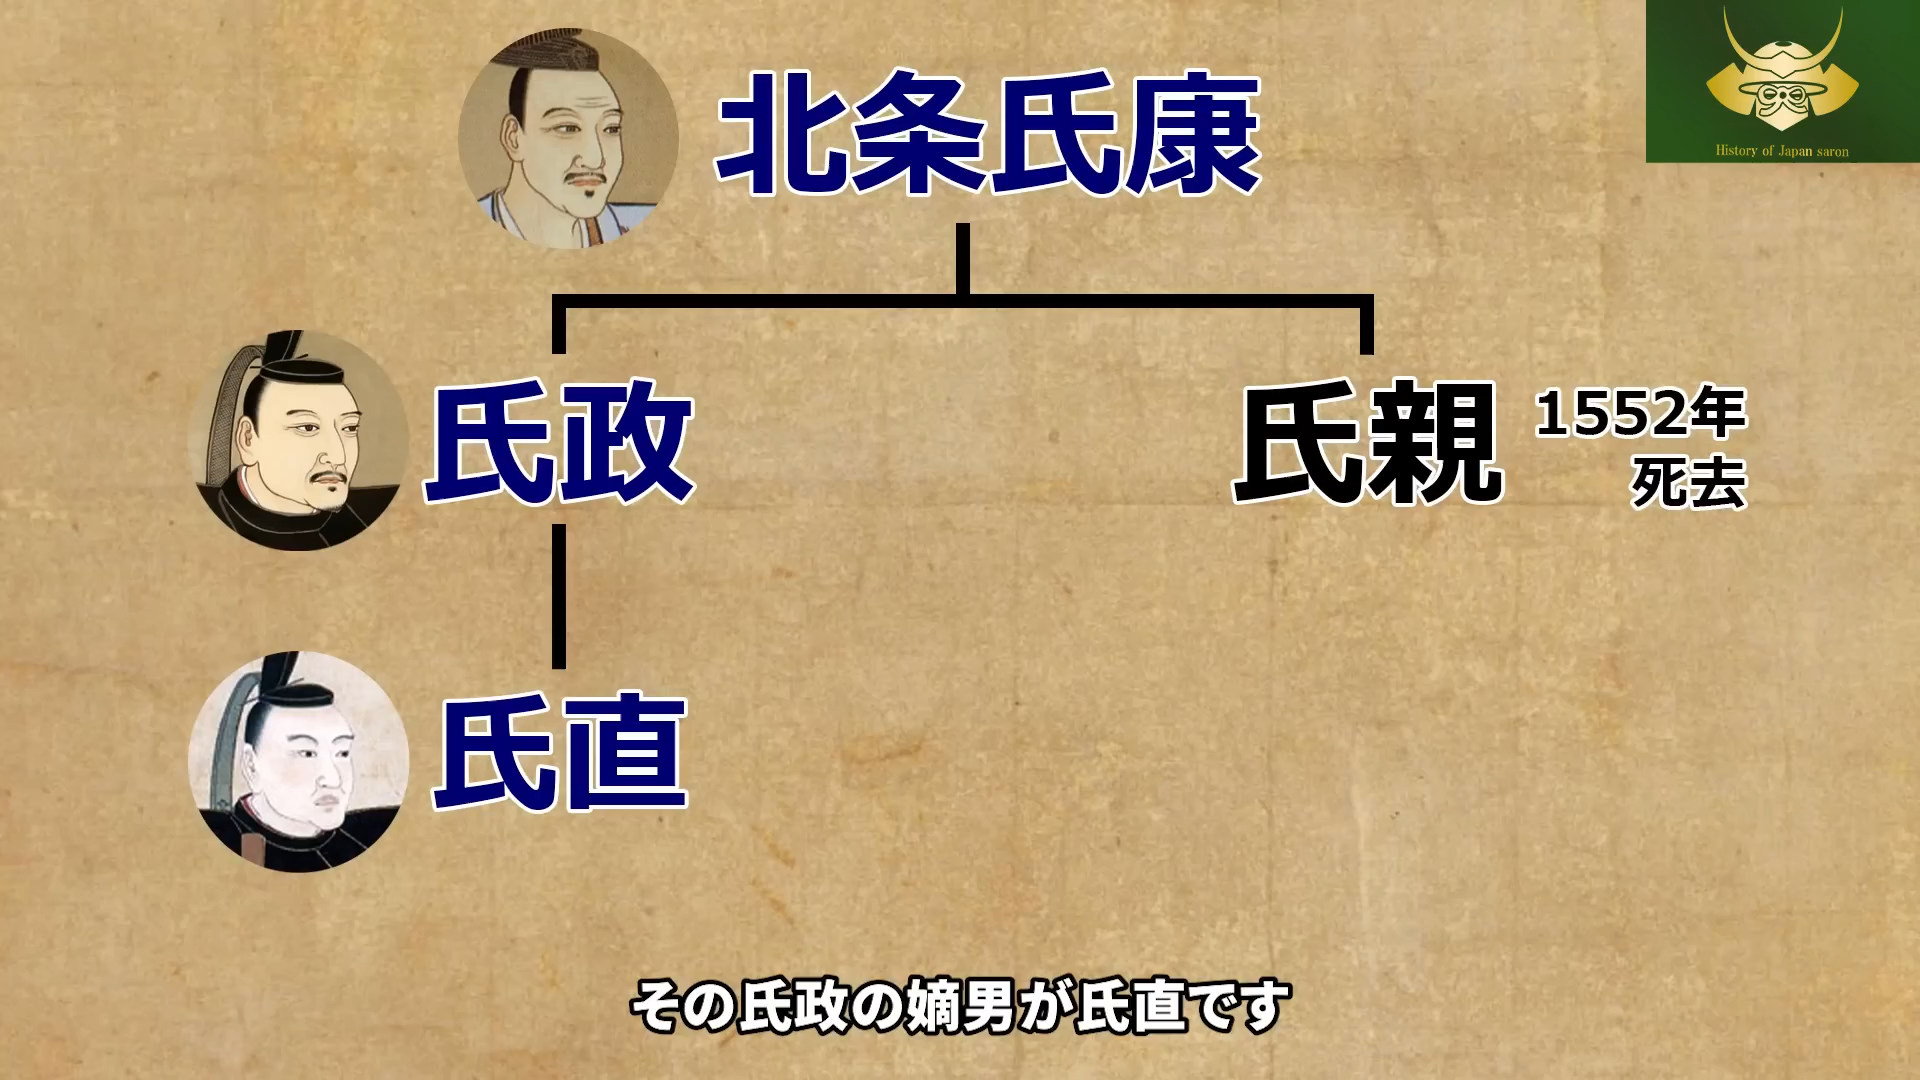 北条氏康
History of Japan saron
氏政
氏親
1552年
死去
氏直
その氏政の嫡男が氏直です